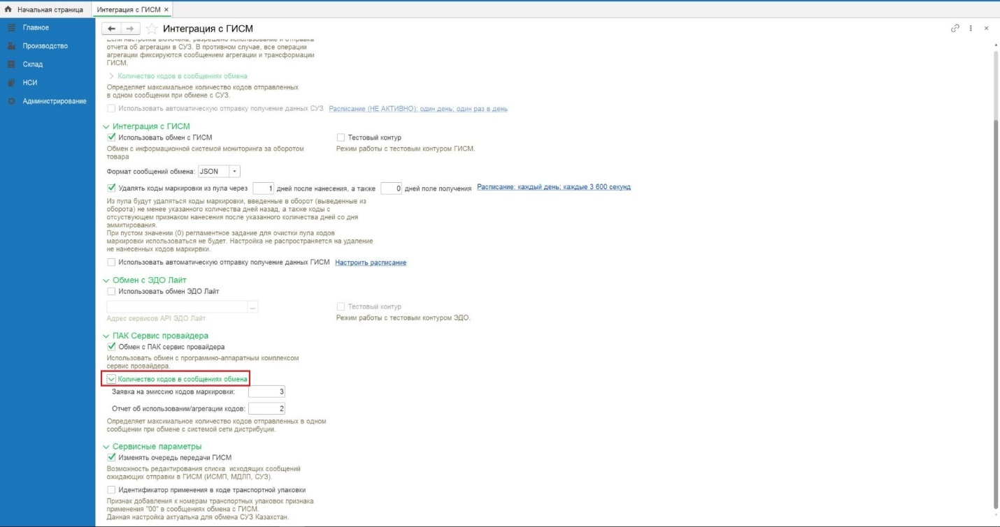 Начальная страница
Интеграция с ГИСМ ×
Главное
Производство
Склад
НСИ
Администрирование
Интеграция с ГИСМ
Если настройка включена, разрешено использование и отправка
отчета об агрегации в СУЗ. В противном случае, все операции
агрегации фиксируются сообщением агрегации и трансформации
ГИСМ.
Количество кодов в сообщениях обмена
Определяет максимальное количество кодов отправленных
в одном сообщении при обмене с СУЗ.
Использовать автоматическую отправку получение данных СУЗ Расписание (НЕ АКТИВНО): один день; один раз в день
Интеграция с ГИСМ
Использовать обмен с ГИСМ Тестовый контур
Обмен с информационной системой мониторинга за оборотом Режим работы с тестовым контуром ГИСМ.
товара
Формат сообщений обмена: JSON
Удалять коды маркировки из пула через 1 дней после нанесения, а также 0 дней поле получения Расписание: каждый день; каждые 3 600 секунд
Из пула будут удаляться коды маркировки, введенные в оборот (выведенные из
оборота) не менее указанного количества дней назад, а также коды с
отсуствующем признаком нанесения после указанного количества дней со дня
эммитирования.
При пустом значении (0) регламентное задание для очистки пула кодов
маркировки использоваться не будет. Настройка не распространяется на удаление
не нанесенных кодов маркирвки.
Использовать автоматическую отправку получение данных ГИСМ Настроить расписание
Обмен с ЭДО Лайт
Использовать обмен ЭДО Лайт
... Тестовый контур
Адрес сервисов API ЭДО Лайт Режим работы с тестовым контуром ЭДО.
ПАК Сервис провайдера
Обмен с ПАК сервис провайдера
Использовать обмен с программно-аппаратным комплексом
сервис провайдера.
Количество кодов в сообщениях обмена
Заявка на эмиссию кодов маркировки: 3
Отчет об использовании/агрегации кодов: 2
Определяет максимальное количество кодов отправленных в одном
сообщении при обмене с системой сети дистрибуции.
Сервисные параметры
Изменять очередь передачи ГИСМ
Возможность редактирования списка исходящих сообщений
ожидающих отправки в ГИСМ (ИСМП, МДЛП, СУЗ).
Идентификатор применения в коде транспортной упаковки
Признак добавления к номерам транспортных упаковок признака
применения "00" в сообщениях обмена с ГИСМ.
Данная настройка актуальна для обмена СУЗ Казахстан.